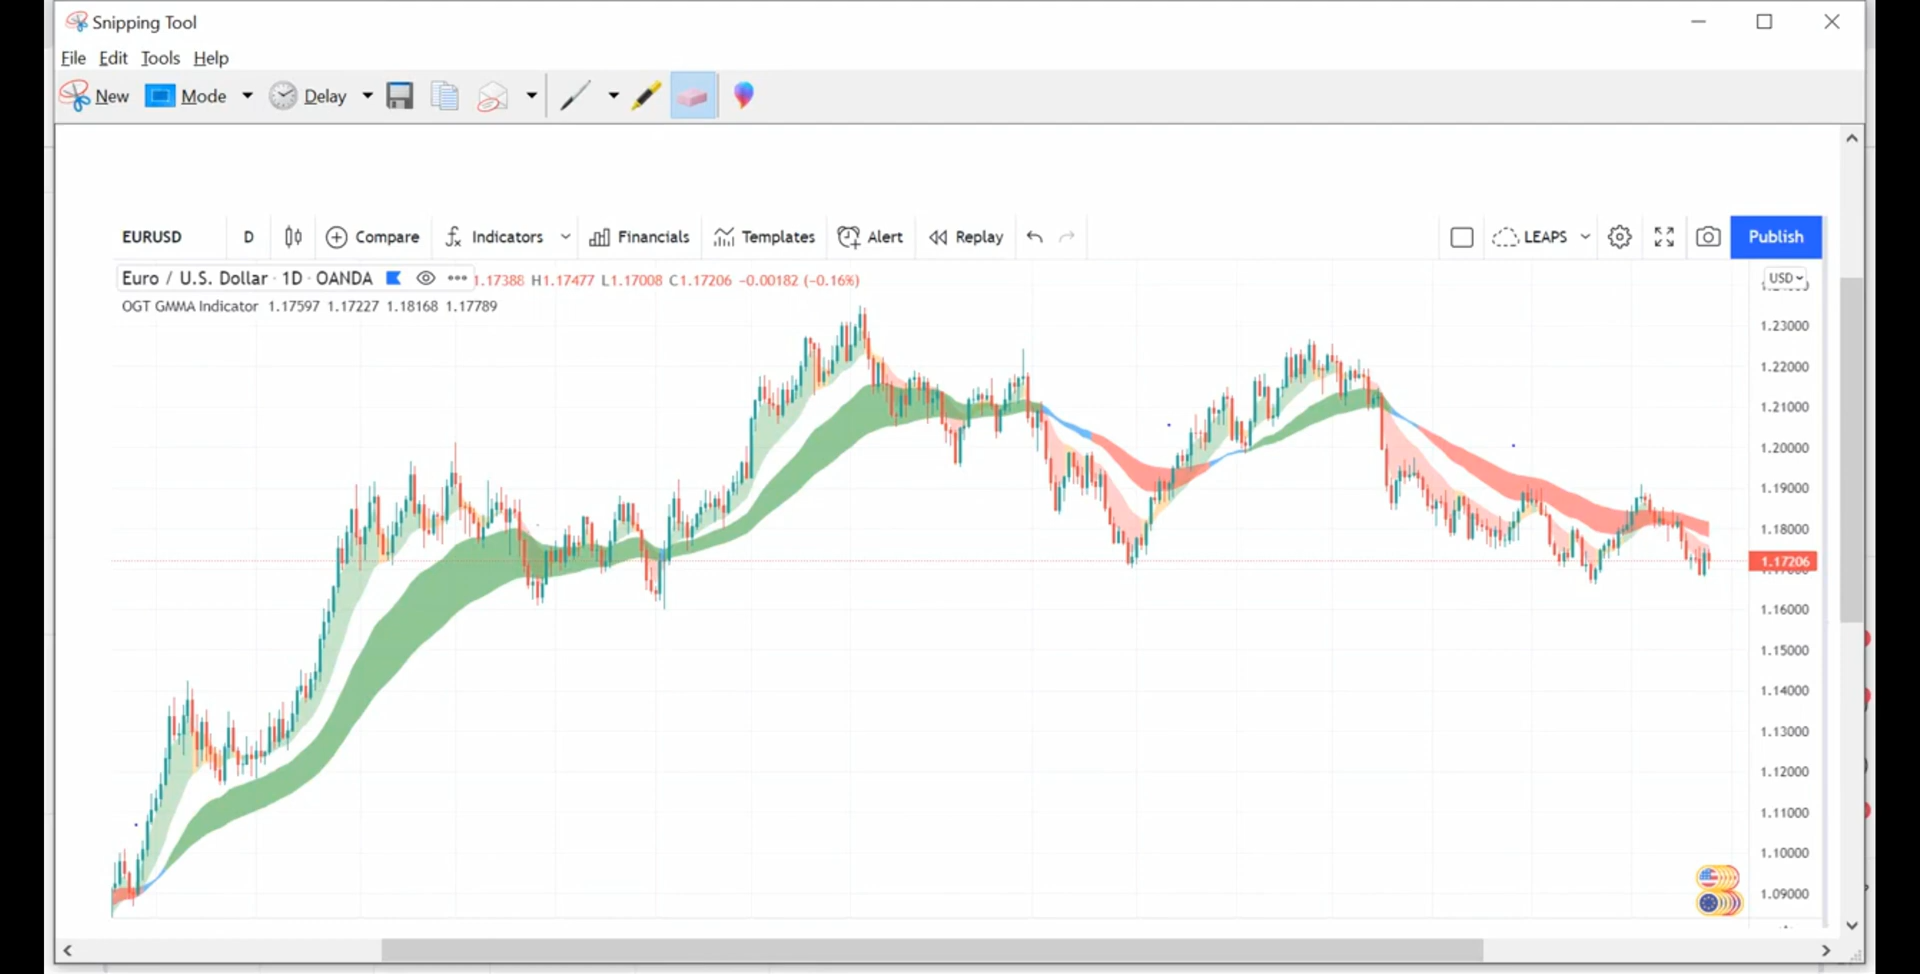 Snipping Tool
File Edit Tools Help
New Mode Delay
EURUSD D Compare Indicators Financials Templates Alert Replay LEAPS Publish
Euro / U.S. Dollar · 1D · OANDA 1.17388 H1.17477 L1.17008 C1.17206 −0.00182 (−0.16%)
USD
OGT GMMA Indicator 1.17597 1.17227 1.18168 1.17789
1.23000
1.22000
1.21000
1.20000
1.19000
1.18000
1.17206
1.16000
1.15000
1.14000
1.13000
1.12000
1.11000
1.10000
1.09000